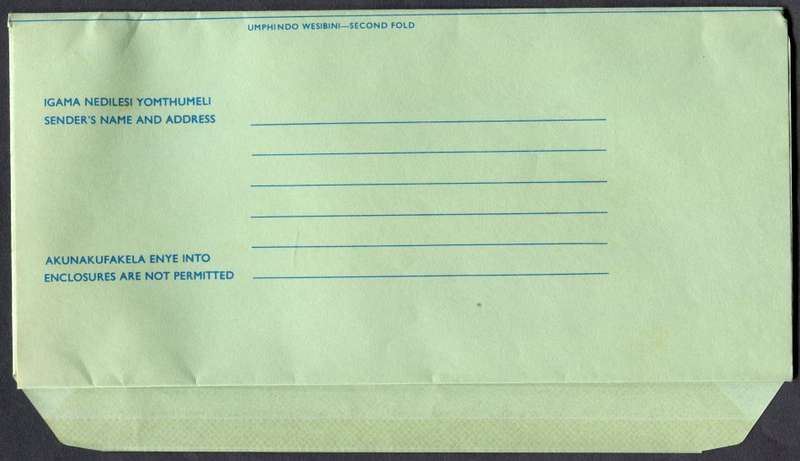 UMPHINDO WESIBINI—SECOND FOLD
IGAMA NEDILESI YOMTHUMELI
SENDER'S NAME AND ADDRESS
AKUNAKUFAKELA ENYE INTO
ENCLOSURES ARE NOT PERMITTED